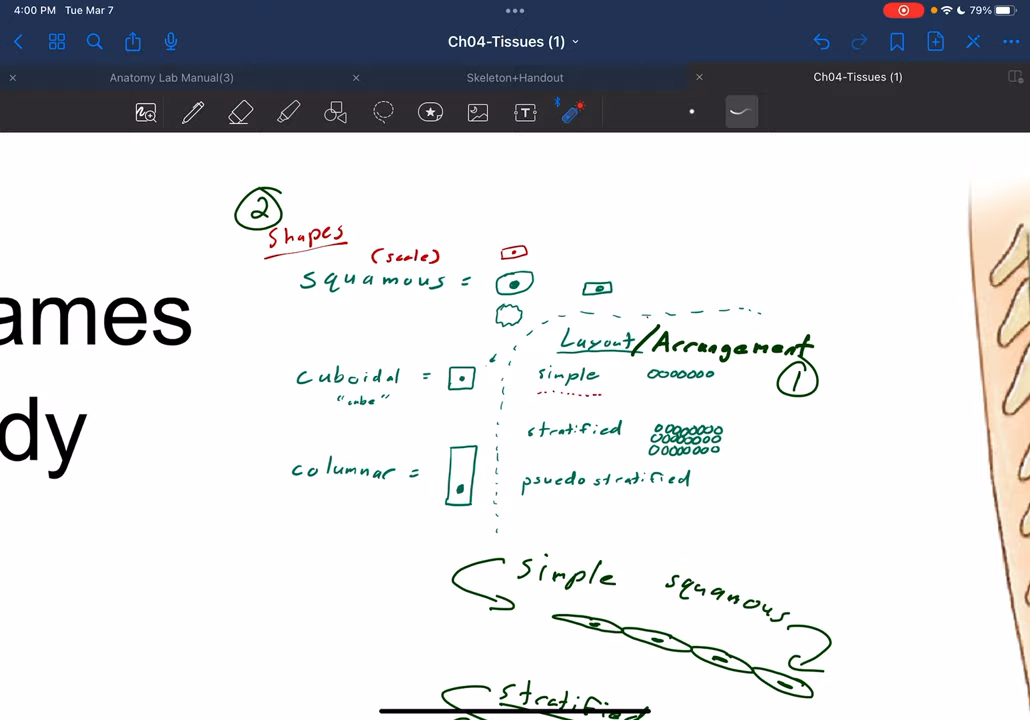 4:00 PM Tue Mar 7
79%
Ch04-Tissues (1)
Anatomy Lab Manual(3)
Skeleton+Handout
Ch04-Tissues (1)
2
Shapes
(scale)
squamous =
ames
Layout/Arrangement
1
cuboidal =
"cube"
simple
dy
stratified
columnar =
psuedo stratified
simple squamous
stratified